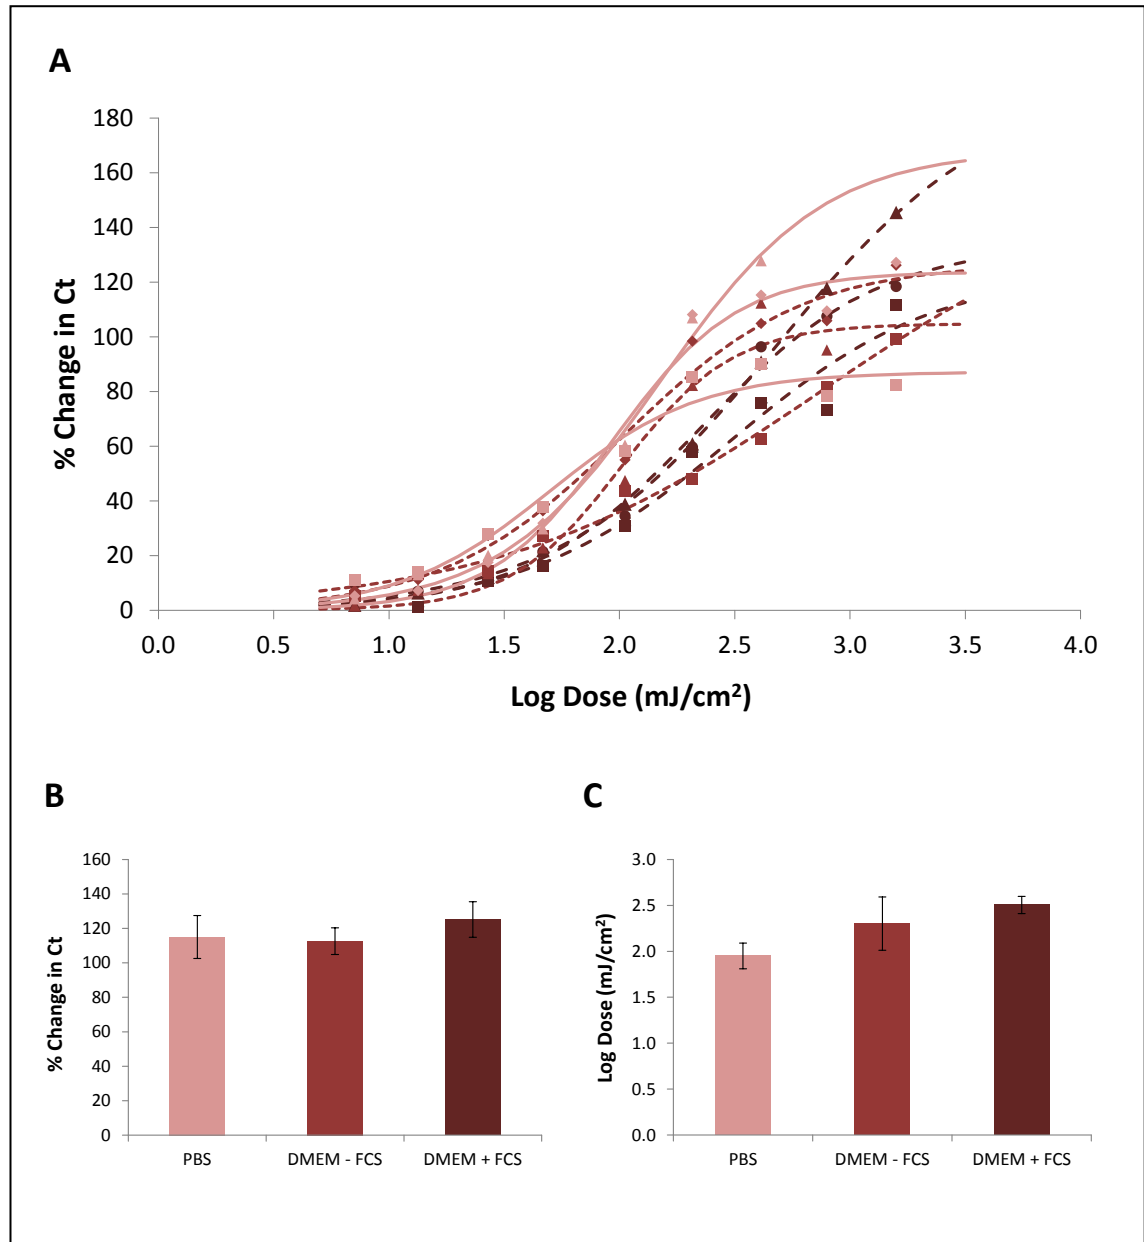 A
180
160
140
120
100
80
60
40
20
0
% Change in Ct
0.0 0.5 1.0 1.5 2.0 2.5 3.0 3.5 4.0
Log Dose (mJ/cm²)
B
160
140
120
100
80
60
40
20
0
% Change in Ct
PBS DMEM - FCS DMEM + FCS
C
3.0
2.5
2.0
1.5
1.0
0.5
0.0
Log Dose (mJ/cm²)
PBS DMEM - FCS DMEM + FCS